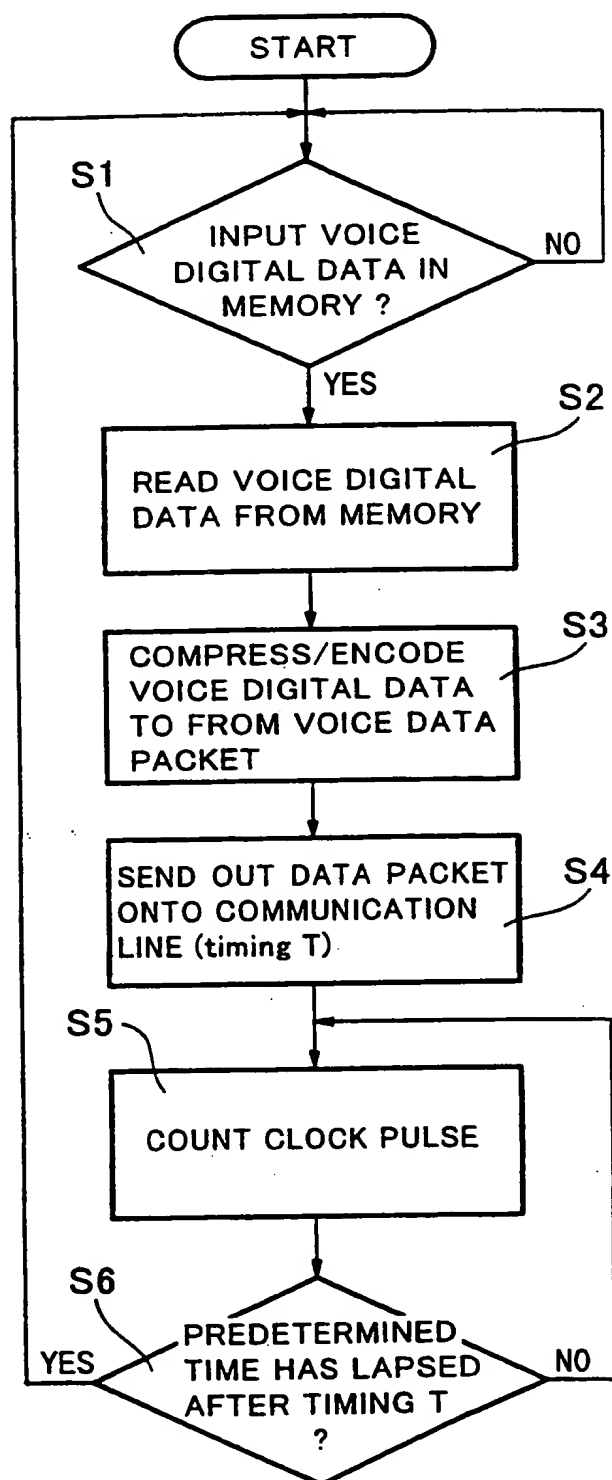 START
S1
INPUT VOICE
DIGITAL DATA IN
MEMORY ?
NO
YES
S2
READ VOICE DIGITAL
DATA FROM MEMORY
S3
COMPRESS/ENCODE
VOICE DIGITAL DATA
TO FROM VOICE DATA
PACKET
S4
SEND OUT DATA PACKET
ONTO COMMUNICATION
LINE (timing T)
S5
COUNT CLOCK PULSE
S6
PREDETERMINED
TIME HAS LAPSED
AFTER TIMING T
?
YES
NO